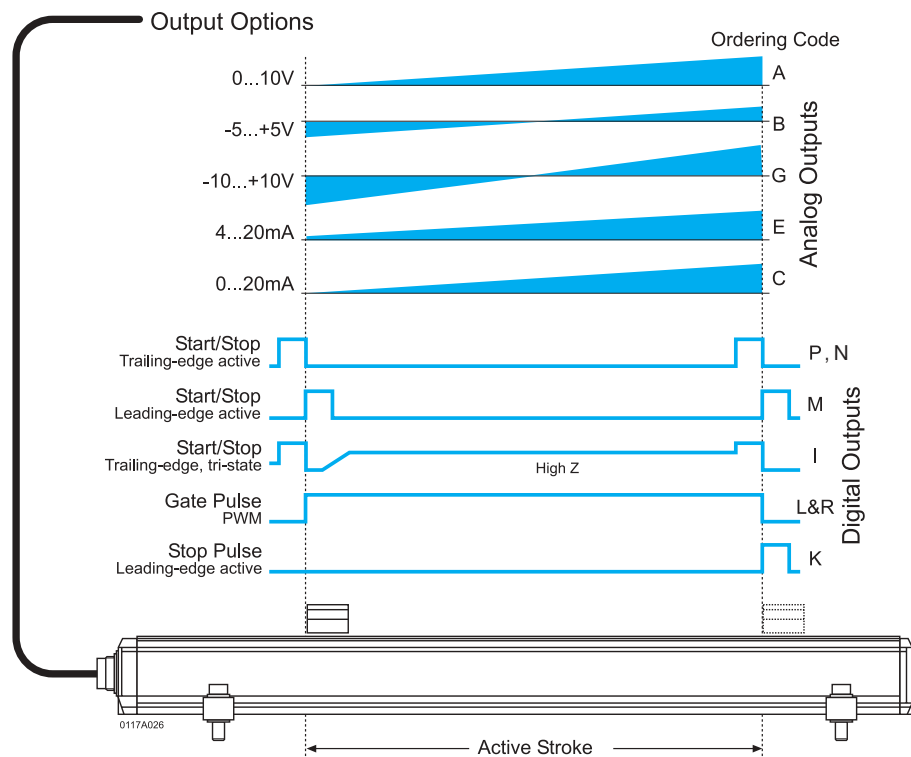 Output Options
Ordering Code
0...10V
A
-5...+5V
B
-10...+10V
G
4...20mA
E
0...20mA
C
Analog Outputs
Start/Stop
Trailing-edge active
P, N
Start/Stop
Leading-edge active
M
Start/Stop
Trailing-edge, tri-state
High Z
I
Gate Pulse
PWM
L&R
Stop Pulse
Leading-edge active
K
Digital Outputs
0117A026
Active Stroke